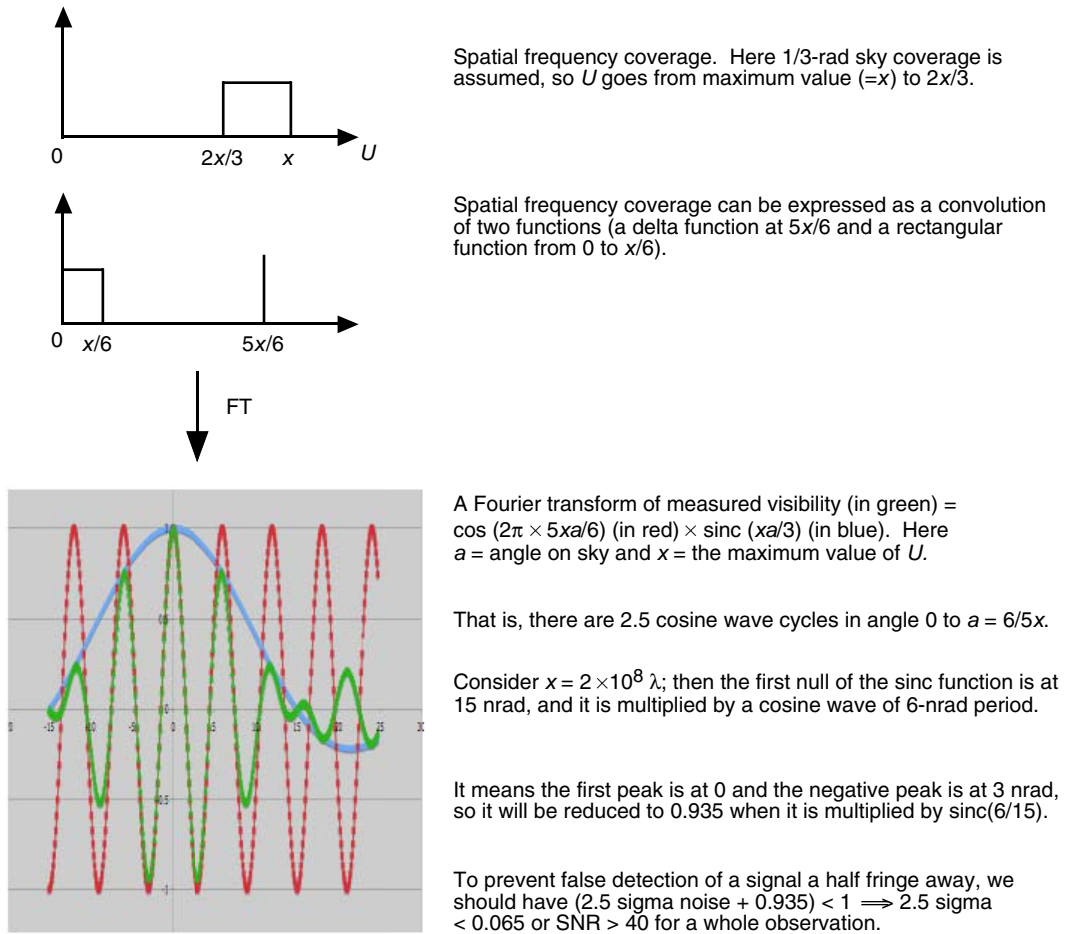 Spatial frequency coverage. Here 1/3-rad sky coverage is
assumed, so U goes from maximum value (=x) to 2x/3.
0
2x/3
x
U
Spatial frequency coverage can be expressed as a convolution
of two functions (a delta function at 5x/6 and a rectangular
function from 0 to x/6).
0
x/6
5x/6
FT
A Fourier transform of measured visibility (in green) =
cos (2π × 5xa/6) (in red) × sinc (xa/3) (in blue). Here
a = angle on sky and x = the maximum value of U.
That is, there are 2.5 cosine wave cycles in angle 0 to a = 6/5x.
Consider x = 2 ×10⁸ λ; then the first null of the sinc function is at
15 nrad, and it is multiplied by a cosine wave of 6-nrad period.
It means the first peak is at 0 and the negative peak is at 3 nrad,
so it will be reduced to 0.935 when it is multiplied by sinc(6/15).
To prevent false detection of a signal a half fringe away, we
should have (2.5 sigma noise + 0.935) < 1 ⟹ 2.5 sigma
< 0.065 or SNR > 40 for a whole observation.
-15 -10 -5 0 5 10 15 20 25